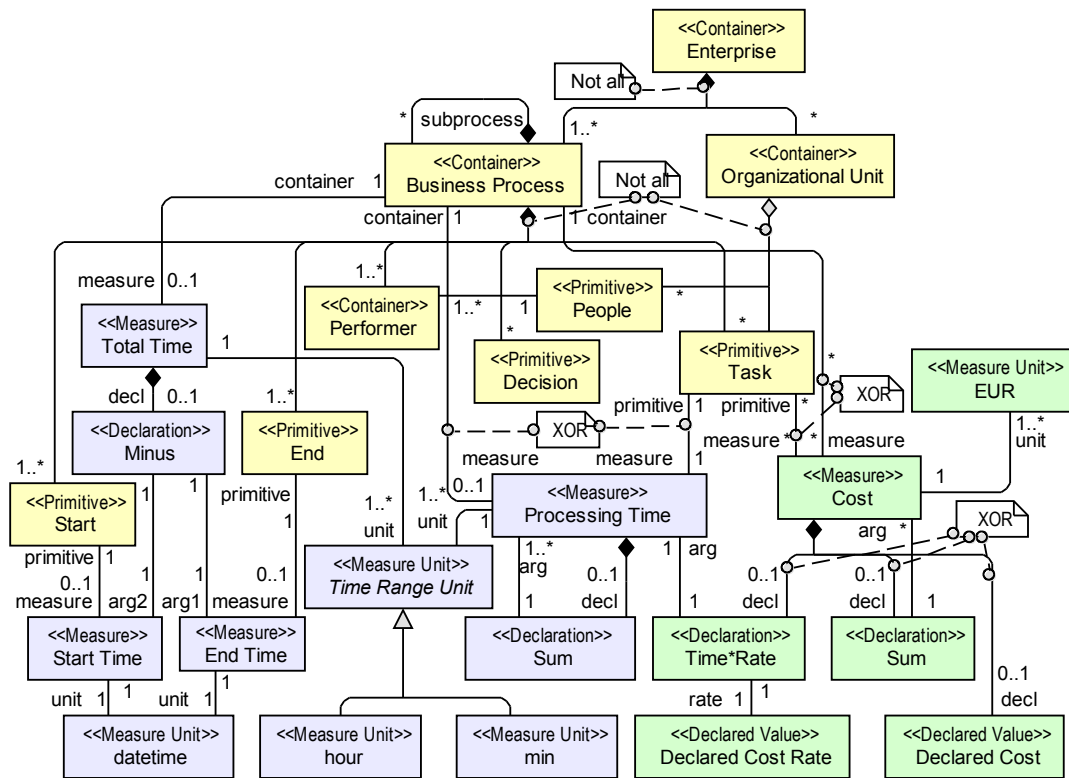 <<Container>>
Enterprise
Not all
* subprocess
1..*
*
<<Container>>
Business Process
<<Container>>
Organizational Unit
Not all
container 1
container 1
1 container
measure 0..1
1..*
<<Container>>
Performer
1..*
1
<<Primitive>>
People
*
*
<<Primitive>>
Decision
*
<<Primitive>>
Task
*
XOR
<<Measure Unit>>
EUR
1..*
unit
<<Measure>>
Total Time
1
decl 0..1
<<Declaration>>
Minus
1..*
<<Primitive>>
End
primitive
1
XOR
primitive 1
primitive *
measure *
* measure
measure
0..1
measure
1
1..*
<<Primitive>>
Start
primitive 1
0..1
measure
1
1
arg2
1
1
arg1
0..1
measure
1..*
unit
1..*
unit
1
<<Measure Unit>>
Time Range Unit
<<Measure>>
Processing Time
<<Measure>>
Cost
1
XOR
1..*
arg
1
0..1
decl
1 arg
1
0..1
decl
0..1
decl
arg *
1
<<Measure>>
Start Time
<<Measure>>
End Time
<<Declaration>>
Sum
<<Declaration>>
Time*Rate
<<Declaration>>
Sum
unit 1
1
unit 1
1
rate 1
1
0..1
decl
<<Measure Unit>>
datetime
<<Measure Unit>>
hour
<<Measure Unit>>
min
<<Declared Value>>
Declared Cost Rate
<<Declared Value>>
Declared Cost